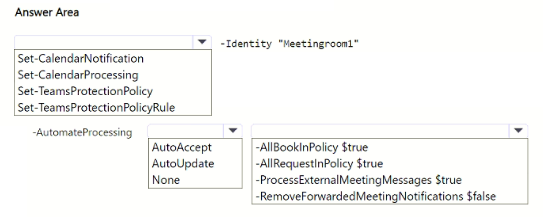 Answer Area
-Identity "Meetingroom1"
Set-CalendarNotification
Set-CalendarProcessing
Set-TeamsProtectionPolicy
Set-TeamsProtectionPolicyRule
-AutomateProcessing
AutoAccept
AutoUpdate
None
-AllBookInPolicy $true
-AllRequestInPolicy $true
-ProcessExternalMeetingMessages $true
-RemoveForwardedMeetingNotifications $false